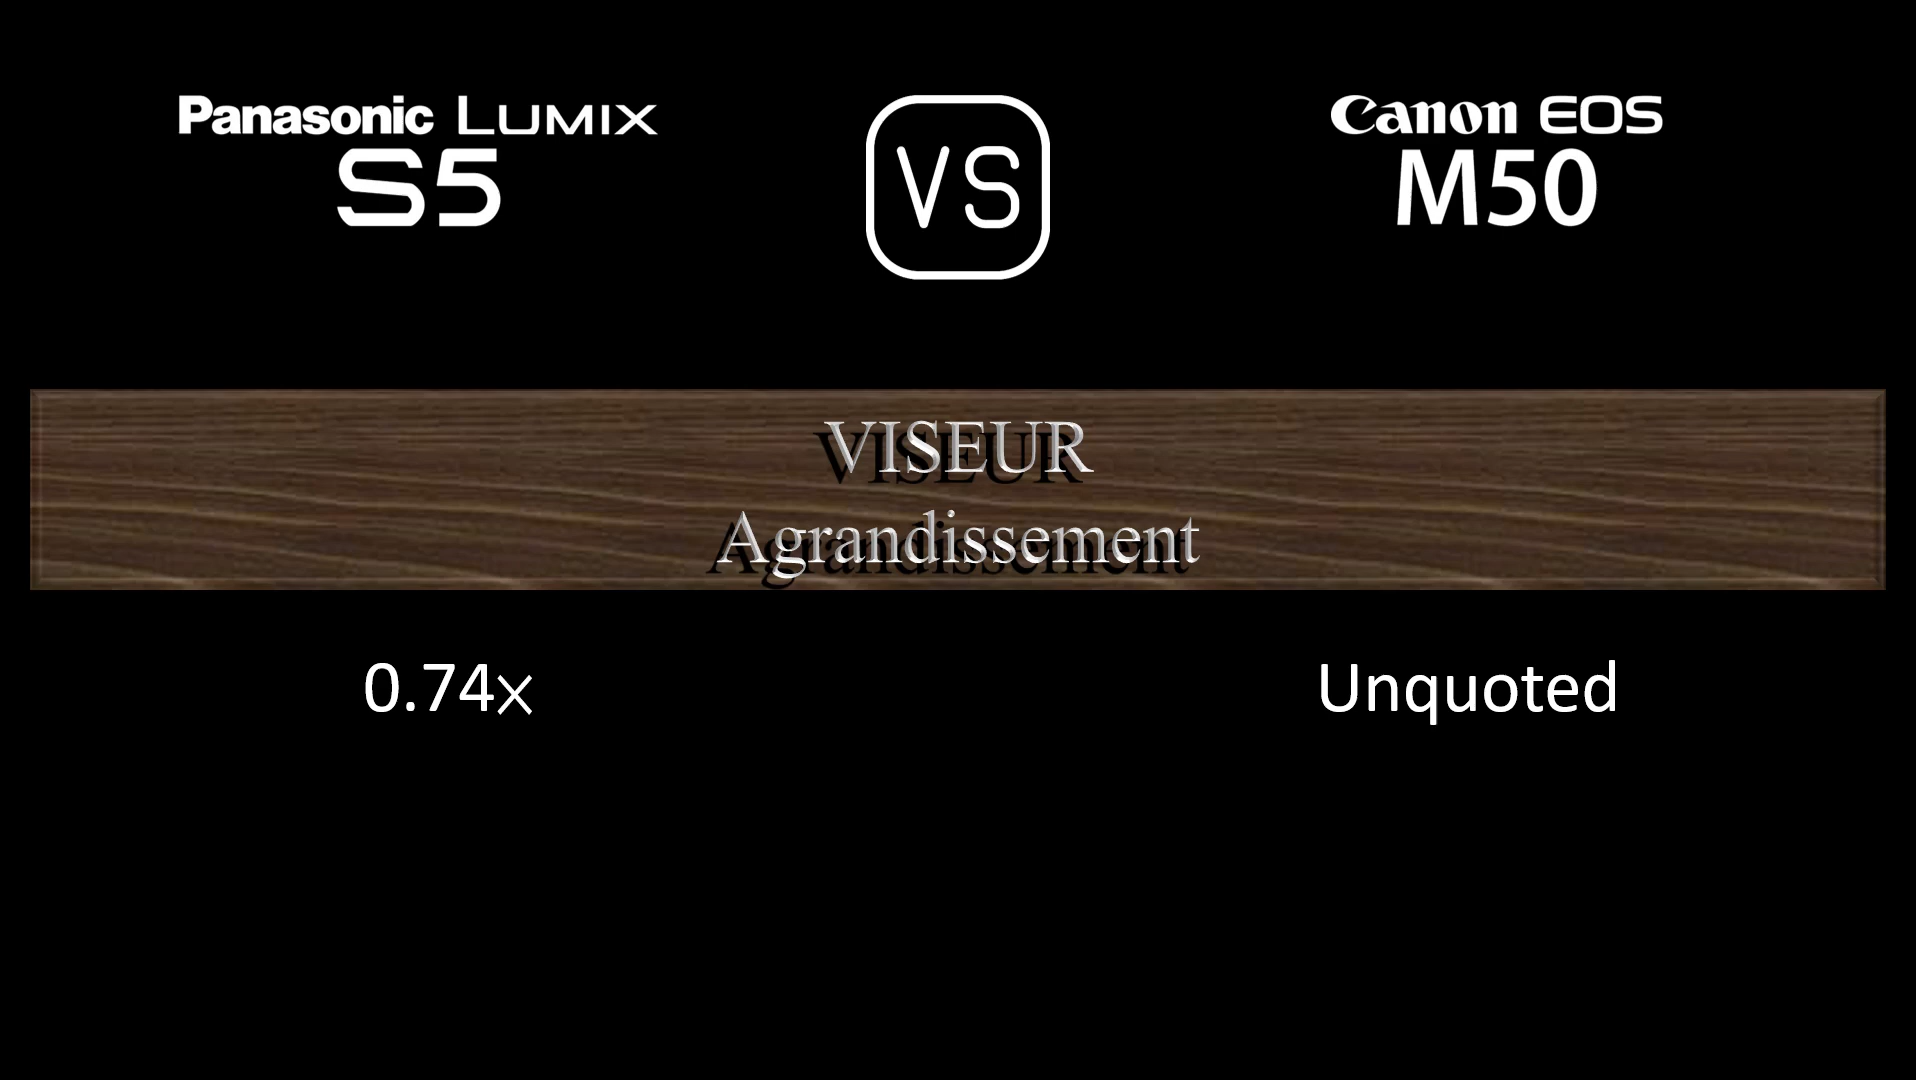 Panasonic LUMIX
S5
VS
Canon EOS
M50
VISEUR
Agrandissement
0.74x
Unquoted